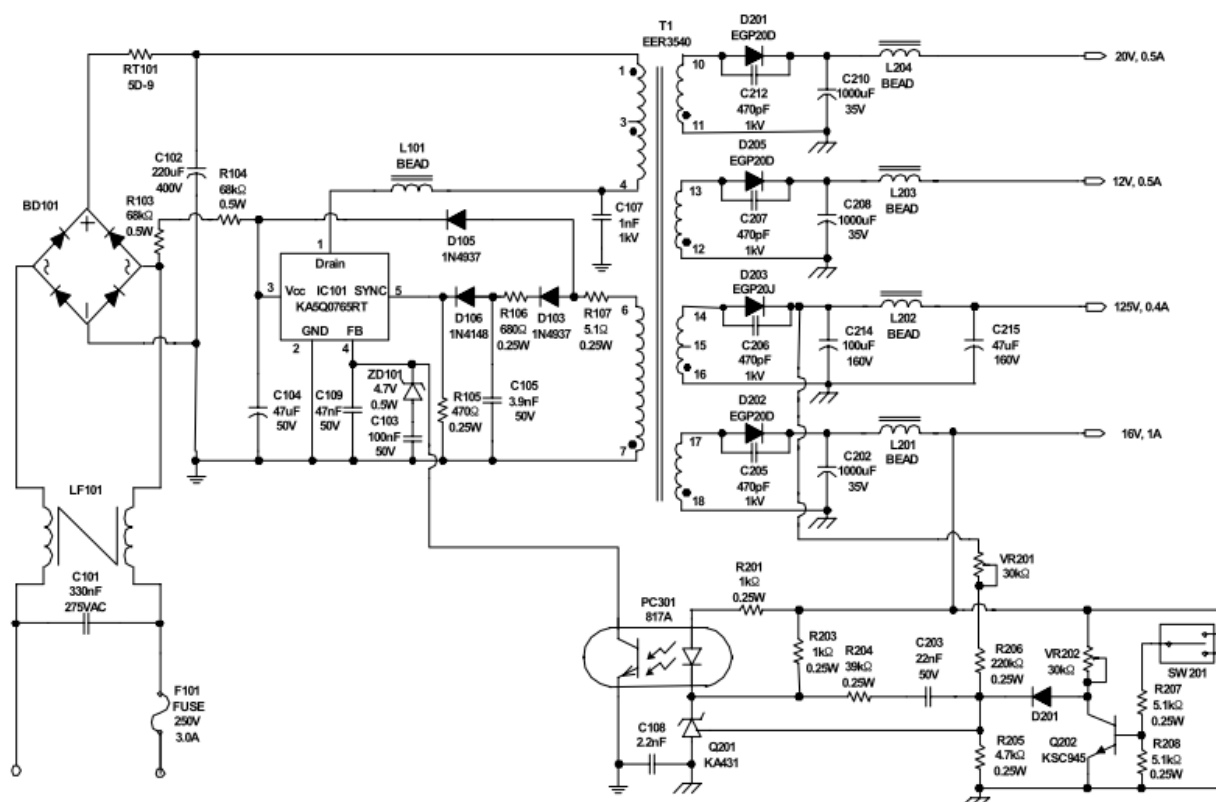 RT101
5D-9
C102
220uF
400V
R103
68kΩ
0.5W
R104
68kΩ
0.5W
BD101
L101
BEAD
C107
1nF
1kV
D105
1N4937
1
Drain
3
Vcc
IC101
SYNC
5
KA5Q0765RT
GND
FB
2
4
D106
1N4148
R106
680Ω
0.25W
D103
1N4937
R107
5.1Ω
0.25W
ZD101
4.7V
0.5W
R105
470Ω
0.25W
C105
3.9nF
50V
C104
47uF
50V
C109
47nF
50V
C103
100nF
50V
LF101
C101
330nF
275VAC
F101
FUSE
250V
3.0A
T1
EER3540
1
3
4
6
7
10
11
13
12
14
15
16
17
18
D201
EGP20D
C212
470pF
1kV
C210
1000uF
35V
L204
BEAD
20V, 0.5A
D205
EGP20D
C207
470pF
1kV
C208
1000uF
35V
L203
BEAD
12V, 0.5A
D203
EGP20J
C206
470pF
1kV
C214
100uF
160V
L202
BEAD
C215
47uF
160V
125V, 0.4A
D202
EGP20D
C205
470pF
1kV
C202
1000uF
35V
L201
BEAD
16V, 1A
PC301
817A
R201
1kΩ
0.25W
R203
1kΩ
0.25W
R204
39kΩ
0.25W
C203
22nF
50V
VR201
30kΩ
R206
220kΩ
0.25W
VR202
30kΩ
SW201
D201
R207
5.1kΩ
0.25W
R208
5.1kΩ
0.25W
Q202
KSC945
R205
4.7kΩ
0.25W
C108
2.2nF
Q201
KA431